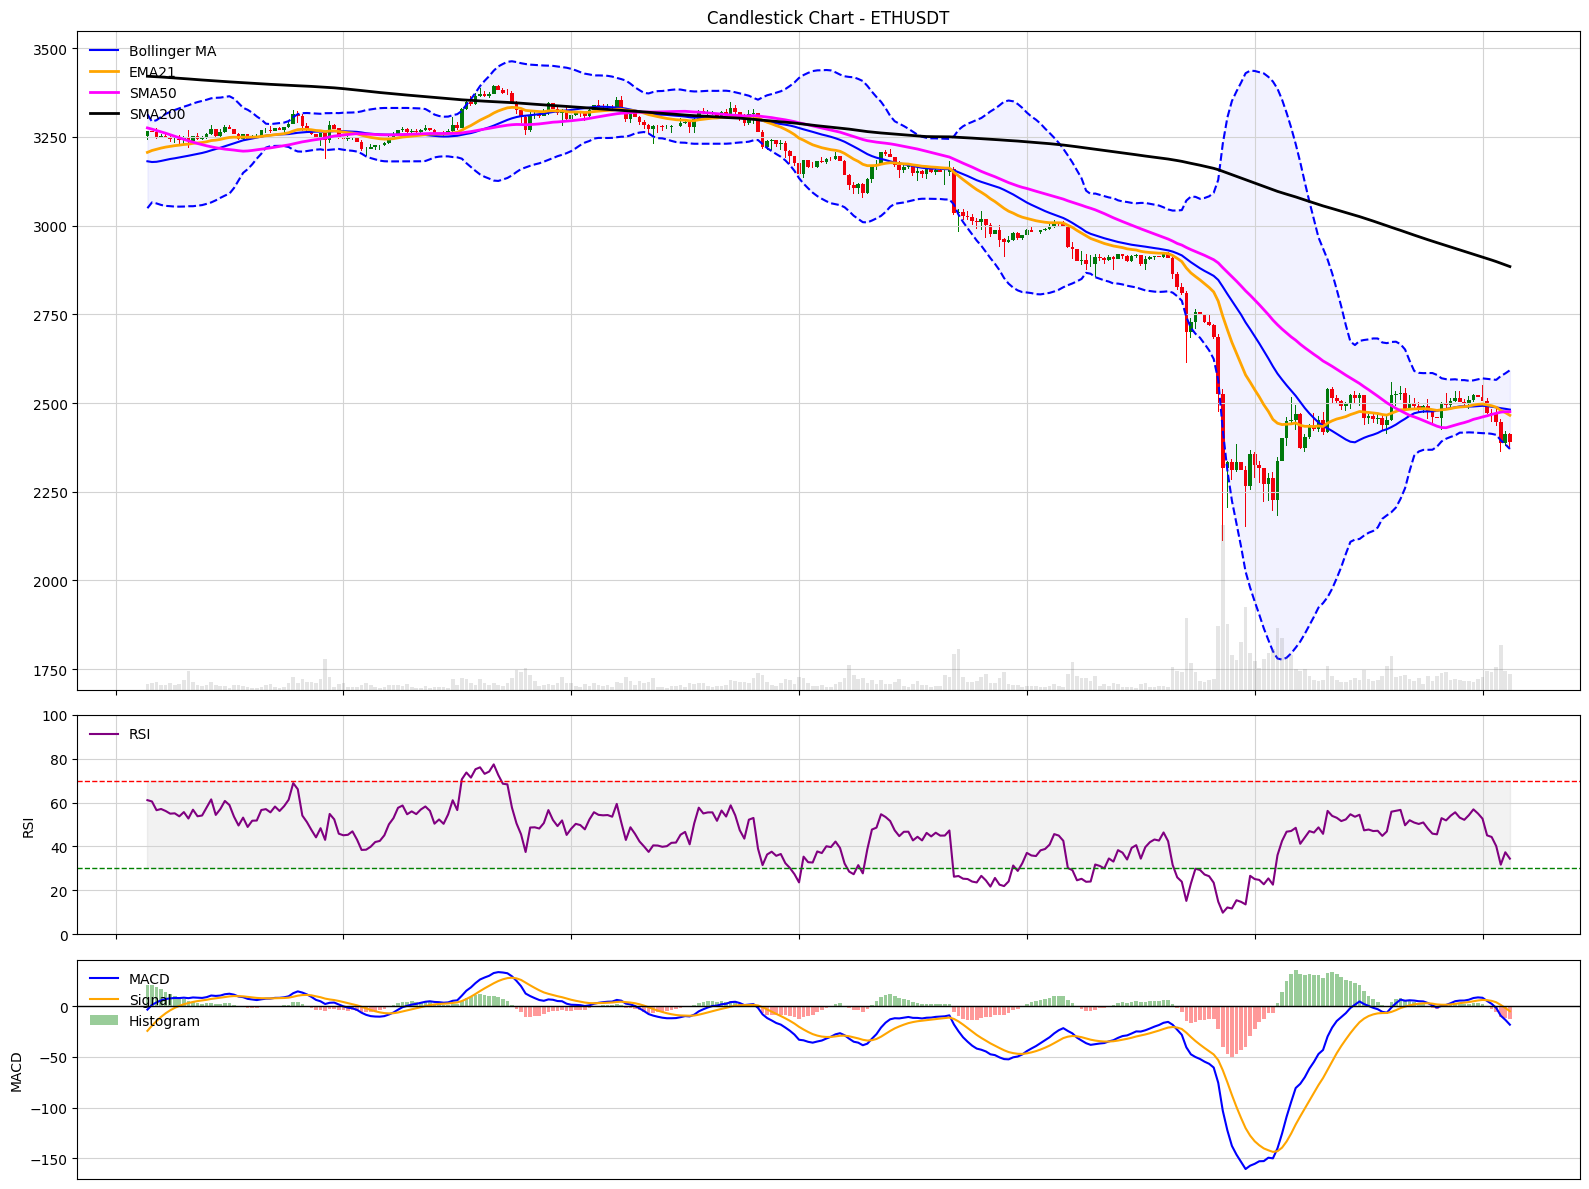 Candlestick Chart - ETHUSDT
3500
3250
3000
2750
2500
2250
2000
1750
Bollinger MA
EMA21
SMA50
SMA200
100
80
60
40
20
0
RSI
RSI
0
−50
−100
−150
MACD
MACD
Signal
Histogram